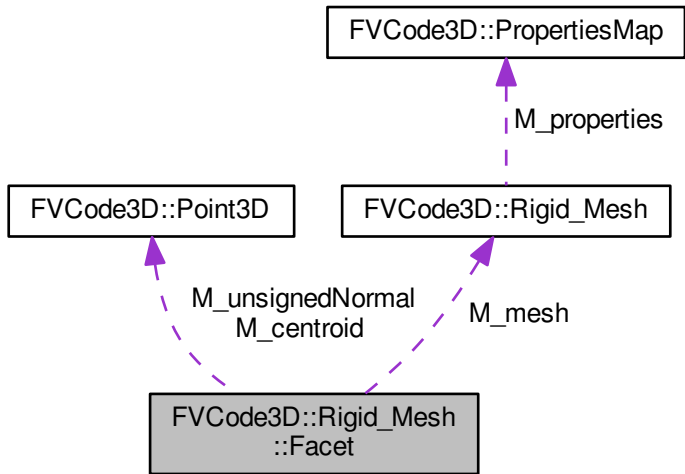 FVCode3D::PropertiesMap
M_properties
FVCode3D::Point3D
FVCode3D::Rigid_Mesh
M_unsignedNormal
M_centroid
M_mesh
FVCode3D::Rigid_Mesh
::Facet